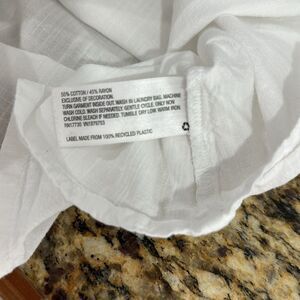 55% COTTON / 45% RAYON
EXCLUSIVE OF DECORATION.
TURN GARMENT INSIDE OUT. WASH IN LAUNDRY BAG. MACHINE
WASH COLD. WASH SEPARATELY. GENTLE CYCLE. ONLY NON
CHLORINE BLEACH IF NEEDED. TUMBLE DRY LOW. WARM IRON.
LABEL MADE FROM 100% RECYCLED PLASTIC